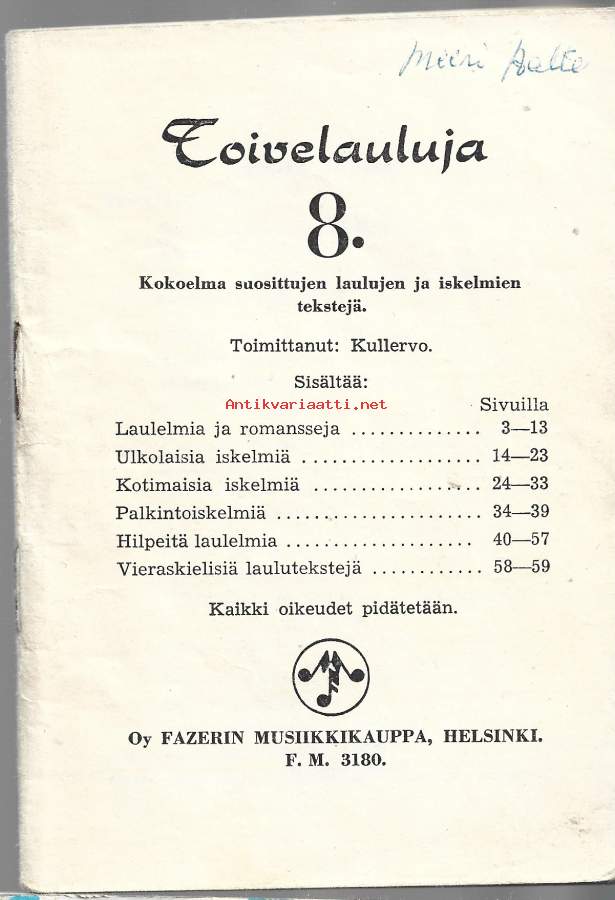 Miiri Aalto
Toivelauluja
8.
Kokoelma suosittujen laulujen ja iskelmien
tekstejä.
Toimittanut: Kullervo.
Sisältää:
Antikvariaatti.net
Sivuilla
Laulelmia ja romansseja .............. 3—13
Ulkolaisia iskelmiä ................... 14—23
Kotimaisia iskelmiä .................. 24—33
Palkintoiskelmiä ...................... 34—39
Hilpeitä laulelmia .................... 40—57
Vieraskielisiä laulutekstejä ............ 58—59
Kaikki oikeudet pidätetään.
Oy FAZERIN MUSIIKKIKAUPPA, HELSINKI.
F. M. 3180.